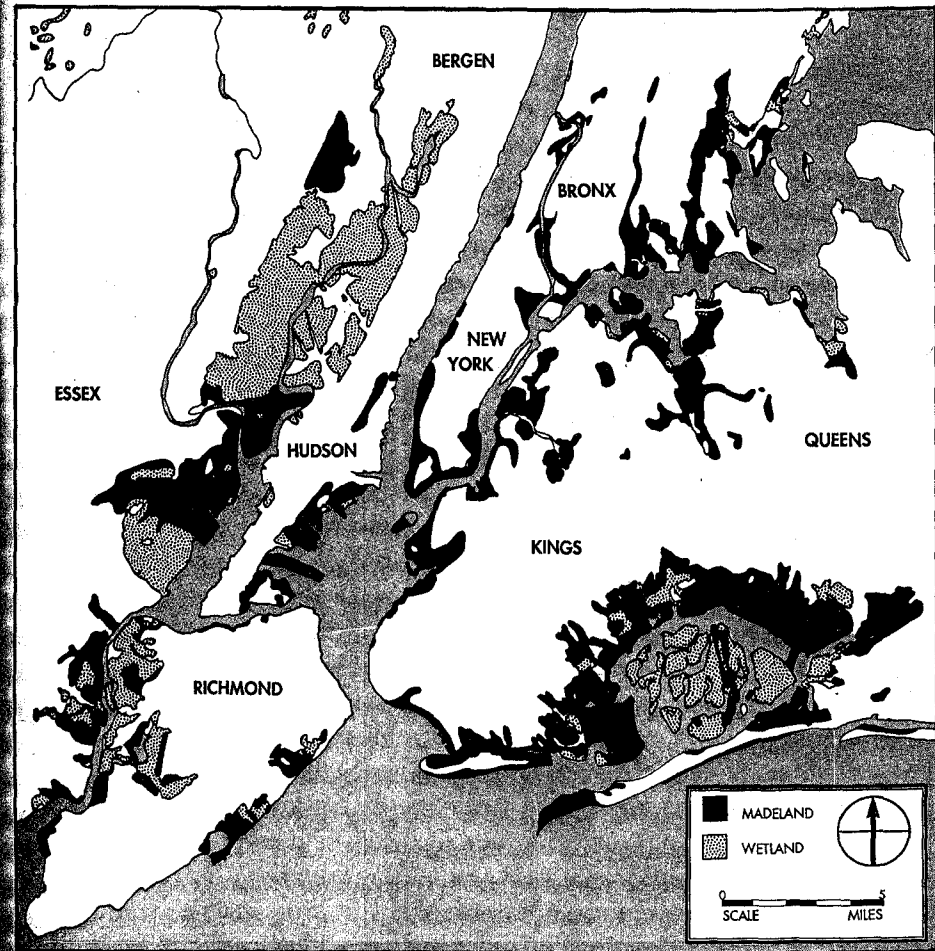 BERGEN
BRONX
NEW
YORK
ESSEX
HUDSON
QUEENS
KINGS
RICHMOND
MADELAND
WETLAND
0 5
SCALE MILES